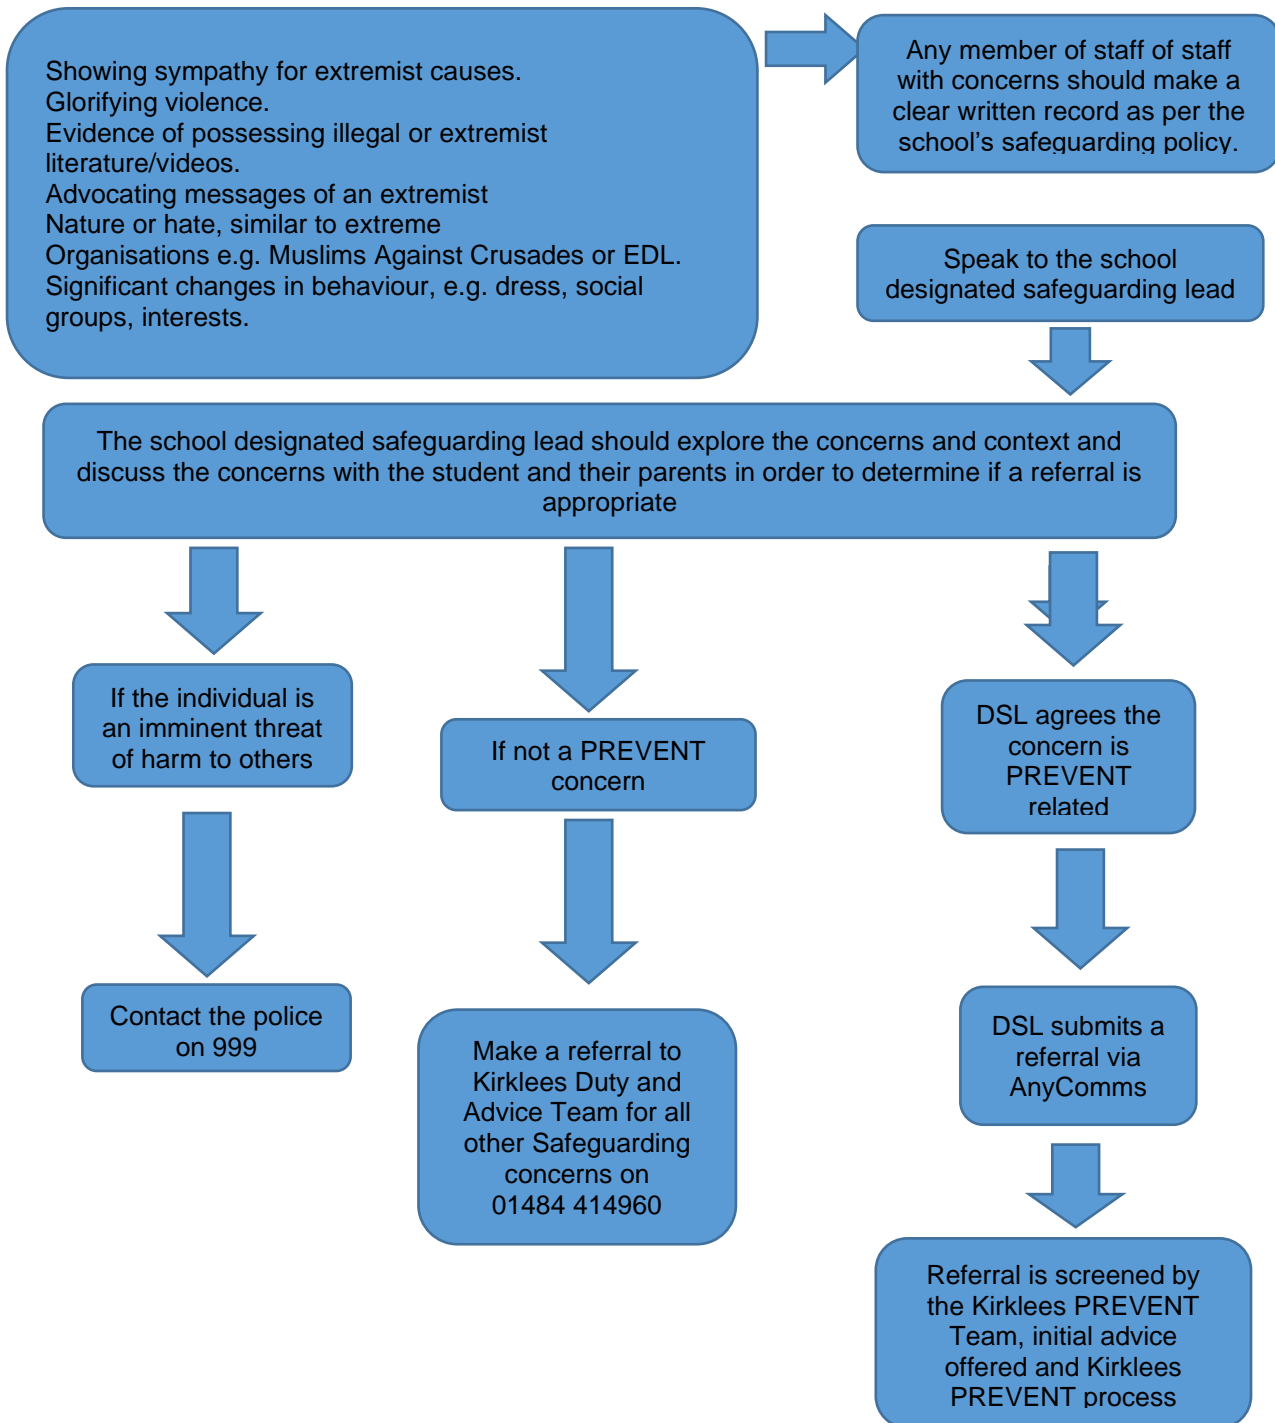 Showing sympathy for extremist causes.
Glorifying violence.
Evidence of possessing illegal or extremist
literature/videos.
Advocating messages of an extremist
Nature or hate, similar to extreme
Organisations e.g. Muslims Against Crusades or EDL.
Significant changes in behaviour, e.g. dress, social
groups, interests.
Any member of staff of staff
with concerns should make a
clear written record as per the
school’s safeguarding policy.
Speak to the school
designated safeguarding lead
The school designated safeguarding lead should explore the concerns and context and
discuss the concerns with the student and their parents in order to determine if a referral is
appropriate
If the individual is
an imminent threat
of harm to others
Contact the police
on 999
If not a PREVENT
concern
Make a referral to
Kirklees Duty and
Advice Team for all
other Safeguarding
concerns on
01484 414960
DSL agrees the
concern is
PREVENT
related
DSL submits a
referral via
AnyComms
Referral is screened by
the Kirklees PREVENT
Team, initial advice
offered and Kirklees
PREVENT process